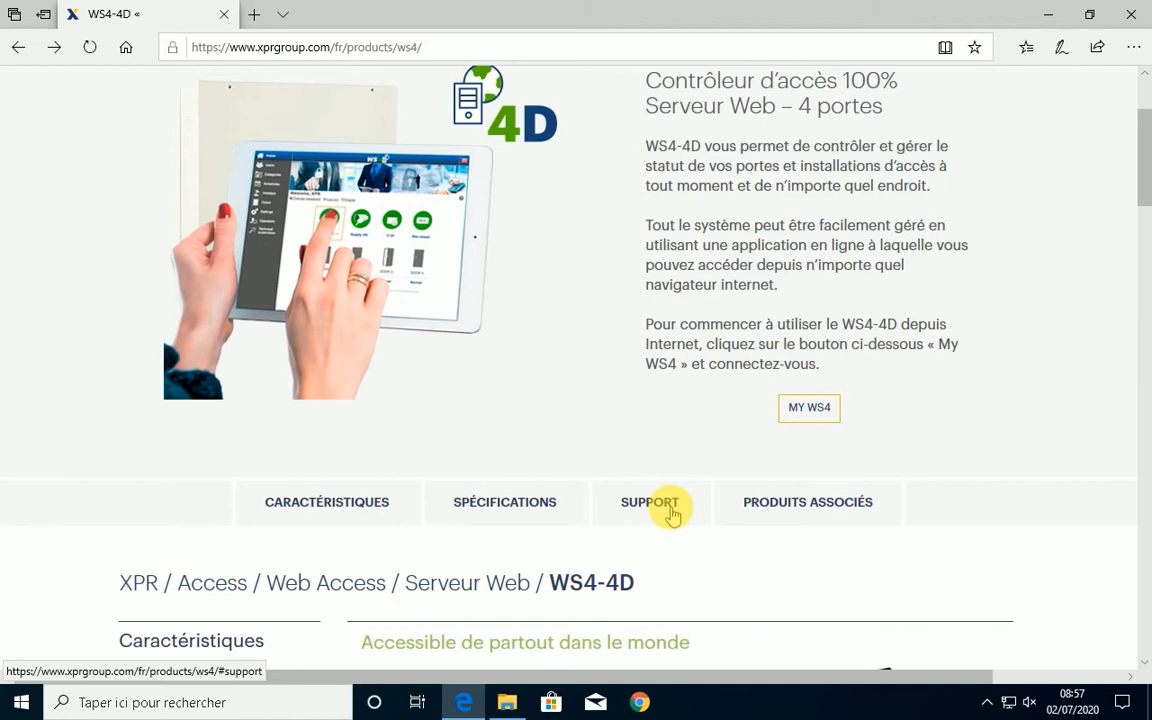 WS4-4D «
https://www.xprgroup.com/fr/products/ws4/
4D
Contrôleur d'accès 100%
Serveur Web – 4 portes
WS4-4D vous permet de contrôler et gérer le
statut de vos portes et installations d'accès à
tout moment et de n'importe quel endroit.
Tout le système peut être facilement géré en
utilisant une application en ligne à laquelle vous
pouvez accéder depuis n'importe quel
navigateur internet.
Pour commencer à utiliser le WS4-4D depuis
Internet, cliquez sur le bouton ci-dessous « My
WS4 » et connectez-vous.
MY WS4
CARACTÉRISTIQUES
SPÉCIFICATIONS
SUPPORT
PRODUITS ASSOCIÉS
XPR / Access / Web Access / Serveur Web / WS4-4D
Caractéristiques
Accessible de partout dans le monde
https://www.xprgroup.com/fr/products/ws4/#support
Taper ici pour rechercher
08:57
02/07/2020